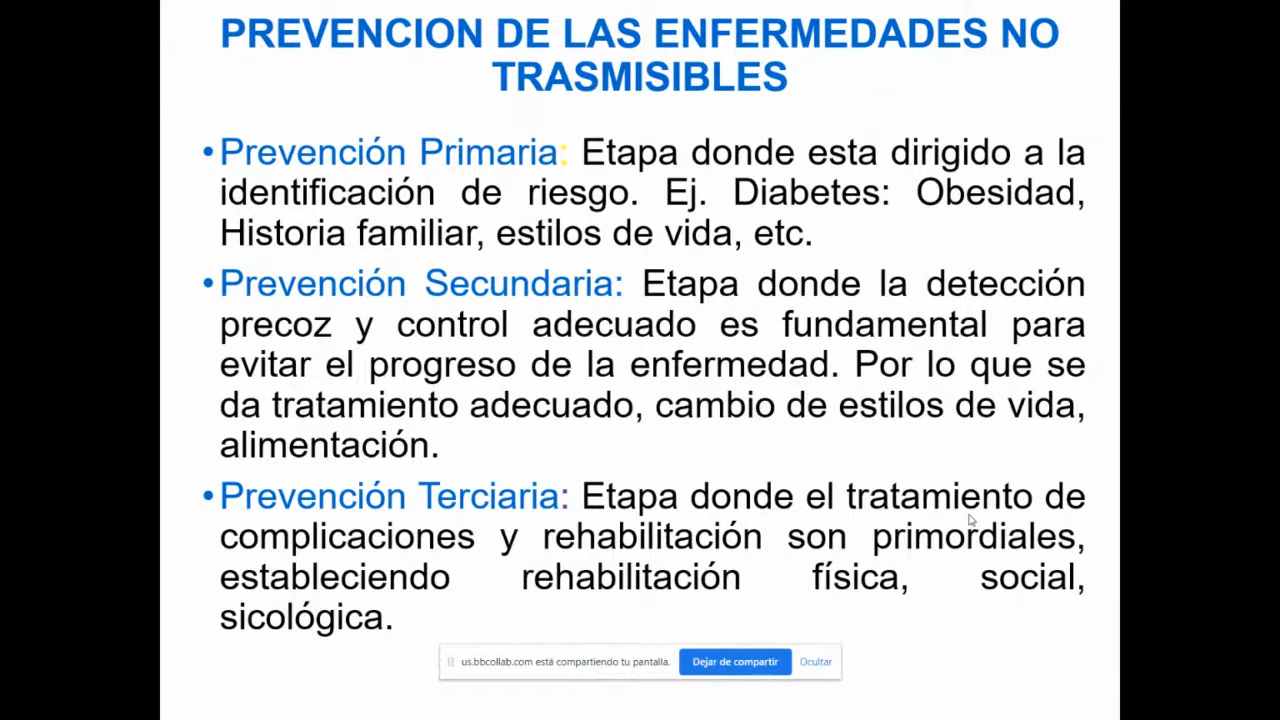 PREVENCION DE LAS ENFERMEDADES NO
TRASMISIBLES
•Prevención Primaria: Etapa donde esta dirigido a la
identificación de riesgo. Ej. Diabetes: Obesidad,
Historia familiar, estilos de vida, etc.
•Prevención Secundaria: Etapa donde la detección
precoz y control adecuado es fundamental para
evitar el progreso de la enfermedad. Por lo que se
da tratamiento adecuado, cambio de estilos de vida,
alimentación.
•Prevención Terciaria: Etapa donde el tratamiento de
complicaciones y rehabilitación son primordiales,
estableciendo rehabilitación física, social,
sicológica.
us.bbcollab.com está compartiendo tu pantalla. Dejar de compartir Ocultar